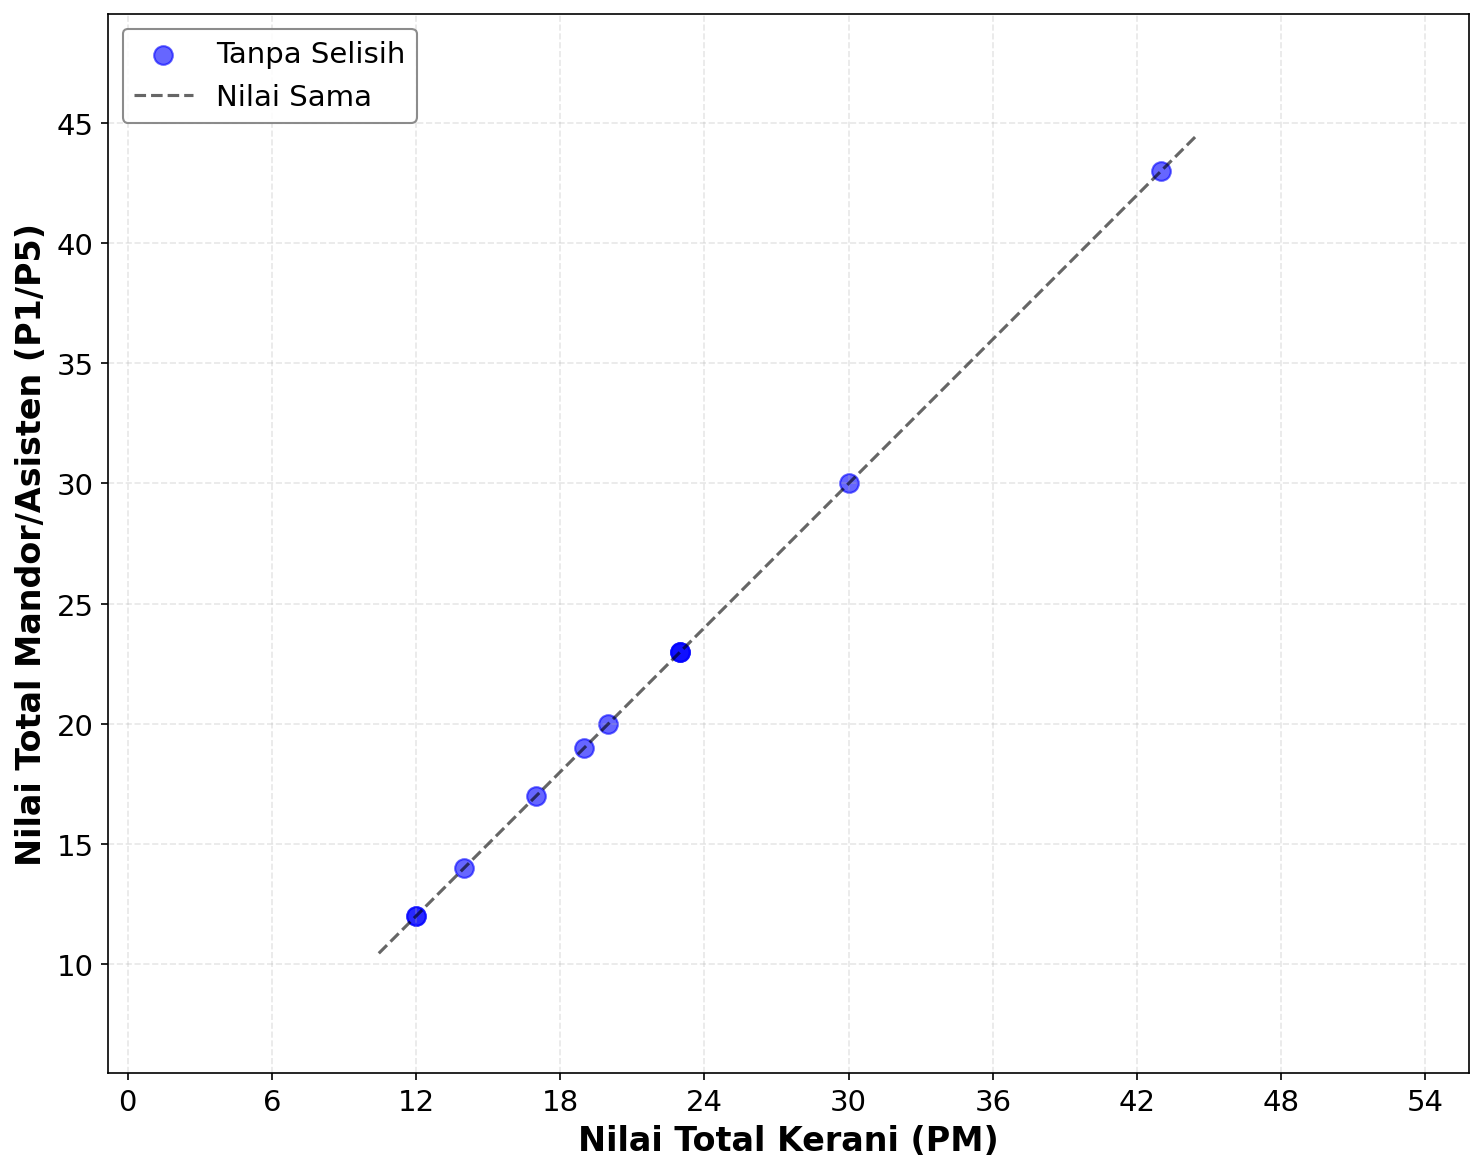 Tanpa Selisih
Nilai Sama
45
40
35
30
25
20
15
10
Nilai Total Mandor/Asisten (P1/P5)
0 6 12 18 24 30 36 42 48 54
Nilai Total Kerani (PM)